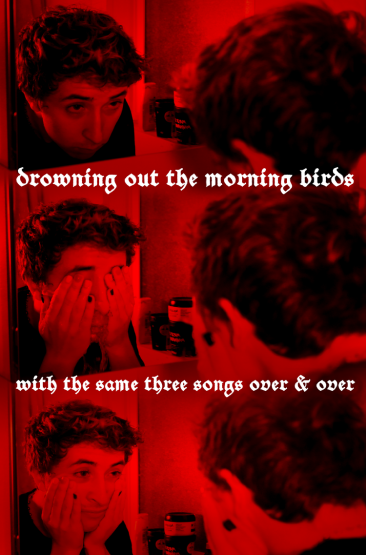 drowning out the morning birds
with the same three songs over & over